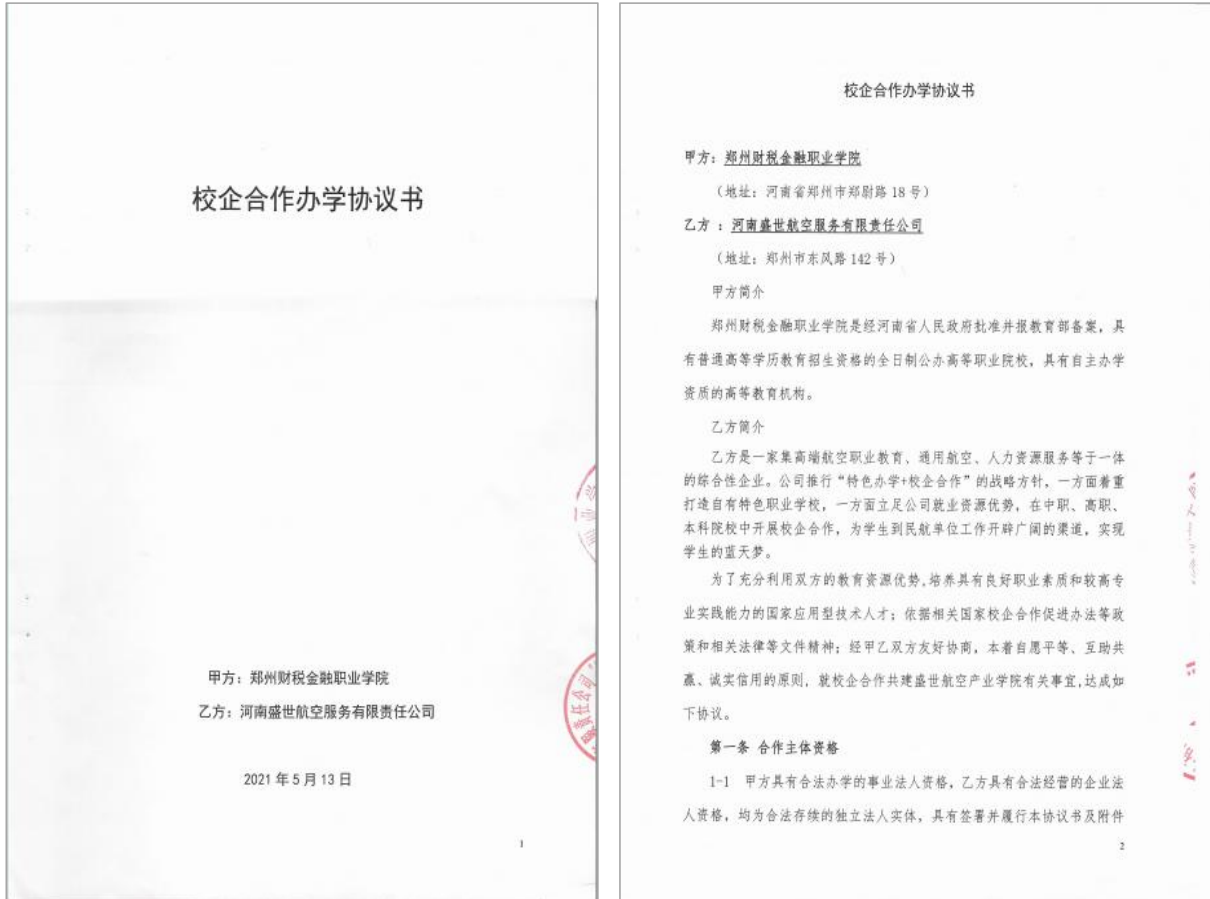 校企合作办学协议书
甲方：郑州财税金融职业学院
乙方：河南盛世航空服务有限责任公司
2021 年 5 月 13 日
1
校企合作办学协议书
甲方：郑州财税金融职业学院
（地址：河南省郑州市郑尉路 18 号）
乙方 ：河南盛世航空服务有限责任公司
（地址：郑州市东风路 142 号）
甲方简介
郑州财税金融职业学院是经河南省人民政府批准并报教育部备案，具
有普通高等学历教育招生资格的全日制公办高等职业院校，具有自主办学
资质的高等教育机构。
乙方简介
乙方是一家集高端航空职业教育、通用航空、人力资源服务等于一体
的综合性企业。公司推行“特色办学+校企合作”的战略方针，一方面着重
打造自有特色职业学校，一方面立足公司就业资源优势，在中职、高职、
本科院校中开展校企合作，为学生到民航单位工作开辟广阔的渠道，实现
学生的蓝天梦。
为了充分利用双方的教育资源优势,培养具有良好职业素质和较高专
业实践能力的国家应用型技术人才；依据相关国家校企合作促进办法等政
策和相关法律等文件精神；经甲乙双方友好协商，本着自愿平等、互助共
赢、诚实信用的原则，就校企合作共建盛世航空产业学院有关事宜,达成如
下协议。
第一条 合作主体资格
1-1 甲方具有合法办学的事业法人资格，乙方具有合法经营的企业法
人资格，均为合法存续的独立法人实体，具有签署并履行本协议书及附件
2
责任公司